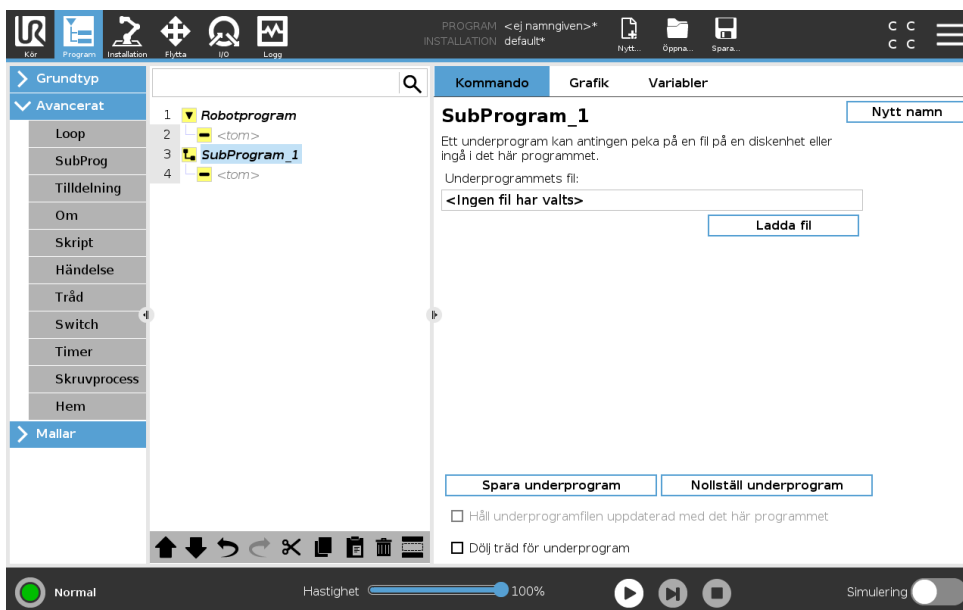 UR
Kör
Program
Installation
Flytta
I/O
Logg
PROGRAM <ej namngiven>*
INSTALLATION default*
Nytt...
Öppna...
Spara...
C C
C C
Grundtyp
Avancerat
Loop
SubProg
Tilldelning
Om
Skript
Händelse
Tråd
Switch
Timer
Skruvprocess
Hem
Mallar
1 Robotprogram
2 <tom>
3 SubProgram_1
4 <tom>
Kommando Grafik Variabler
SubProgram_1
Nytt namn
Ett underprogram kan antingen peka på en fil på en diskenhet eller
ingå i det här programmet.
Underprogrammets fil:
<Ingen fil har valts>
Ladda fil
Spara underprogram
Nollställ underprogram
Håll underprogramfilen uppdaterad med det här programmet
Dölj träd för underprogram
Normal
Hastighet 100%
Simulering